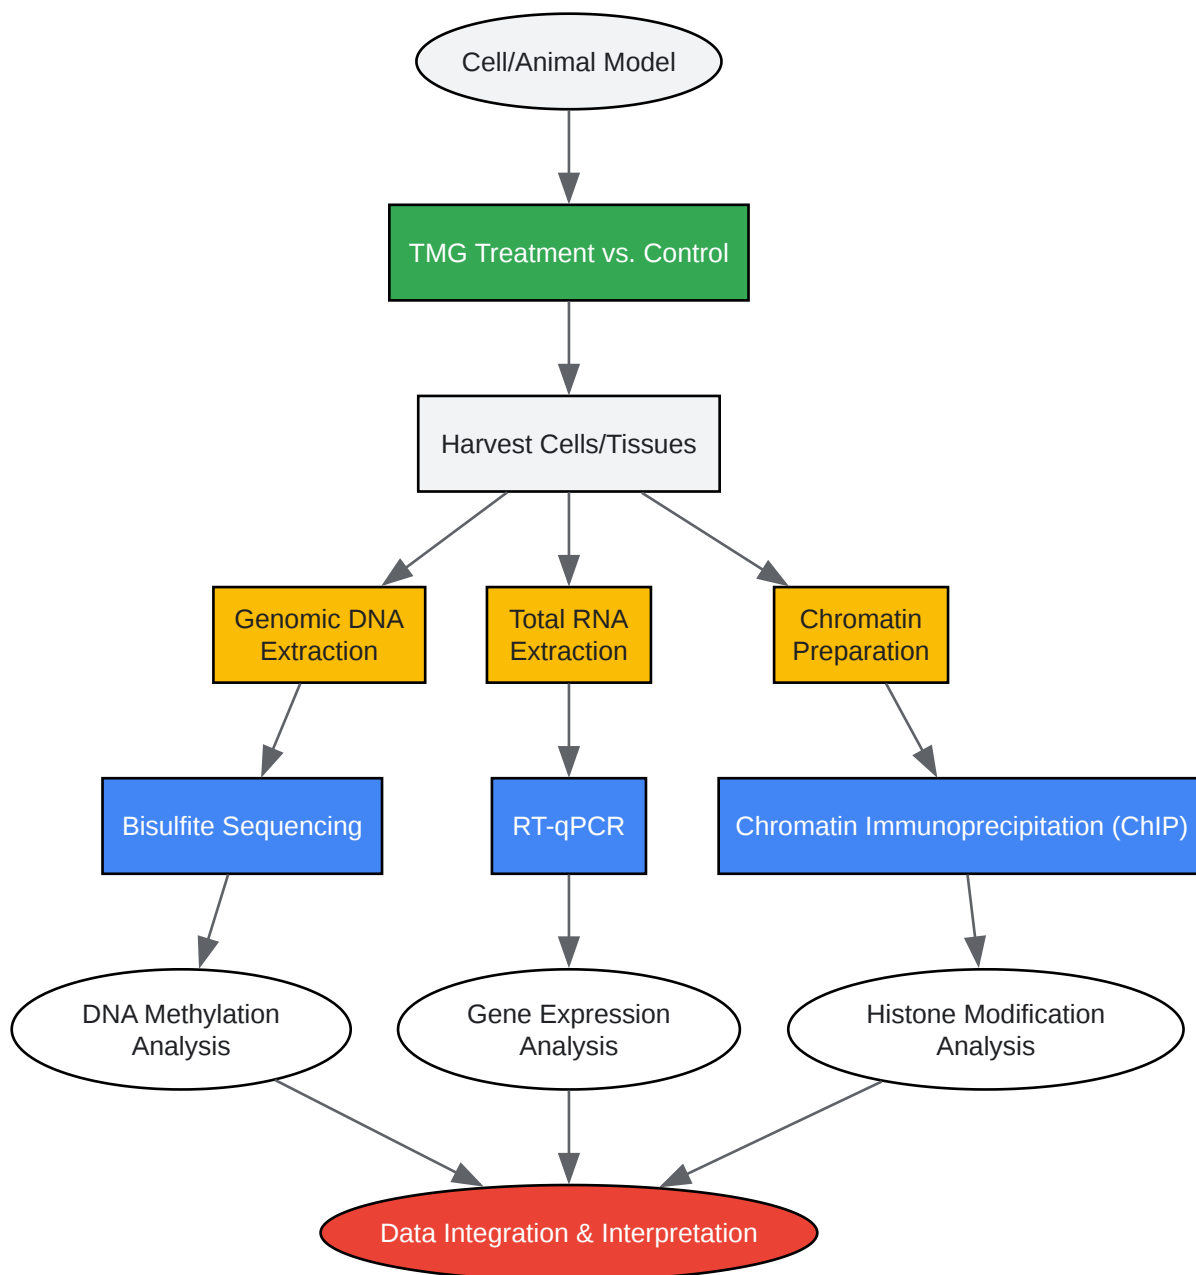 Cell/Animal Model
TMG Treatment vs. Control
Harvest Cells/Tissues
Genomic DNA
Extraction
Total RNA
Extraction
Chromatin
Preparation
Bisulfite Sequencing
RT-qPCR
Chromatin Immunoprecipitation (ChIP)
DNA Methylation
Analysis
Gene Expression
Analysis
Histone Modification
Analysis
Data Integration & Interpretation